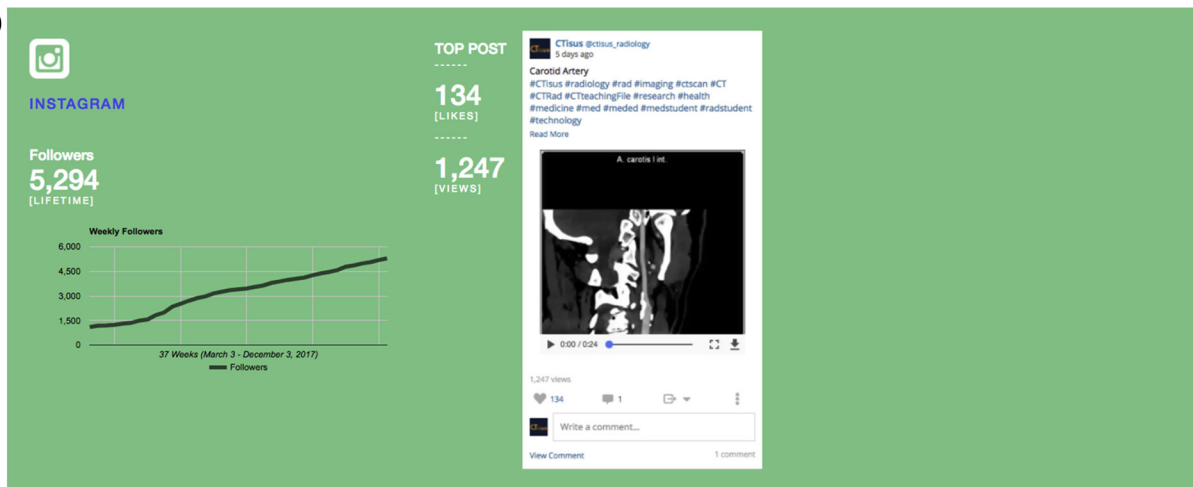 INSTAGRAM
Followers
5,294
[LIFETIME]
Weekly Followers
6,000
4,500
3,000
1,500
0
37 Weeks (March 3 - December 3, 2017)
Followers
TOP POST
------
134
[LIKES]
------
1,247
[VIEWS]
CTisus @ctisus_radiology
5 days ago
Carotid Artery
#CTisus #radiology #rad #imaging #ctscan #CT
#CTRad #CTteachingFile #research #health
#medicine #med #meded #medstudent #radstudent
#technology
Read More
A. carotis l int.
0:00 / 0:24
1,247 views
134
1
Write a comment...
View Comment
1 comment